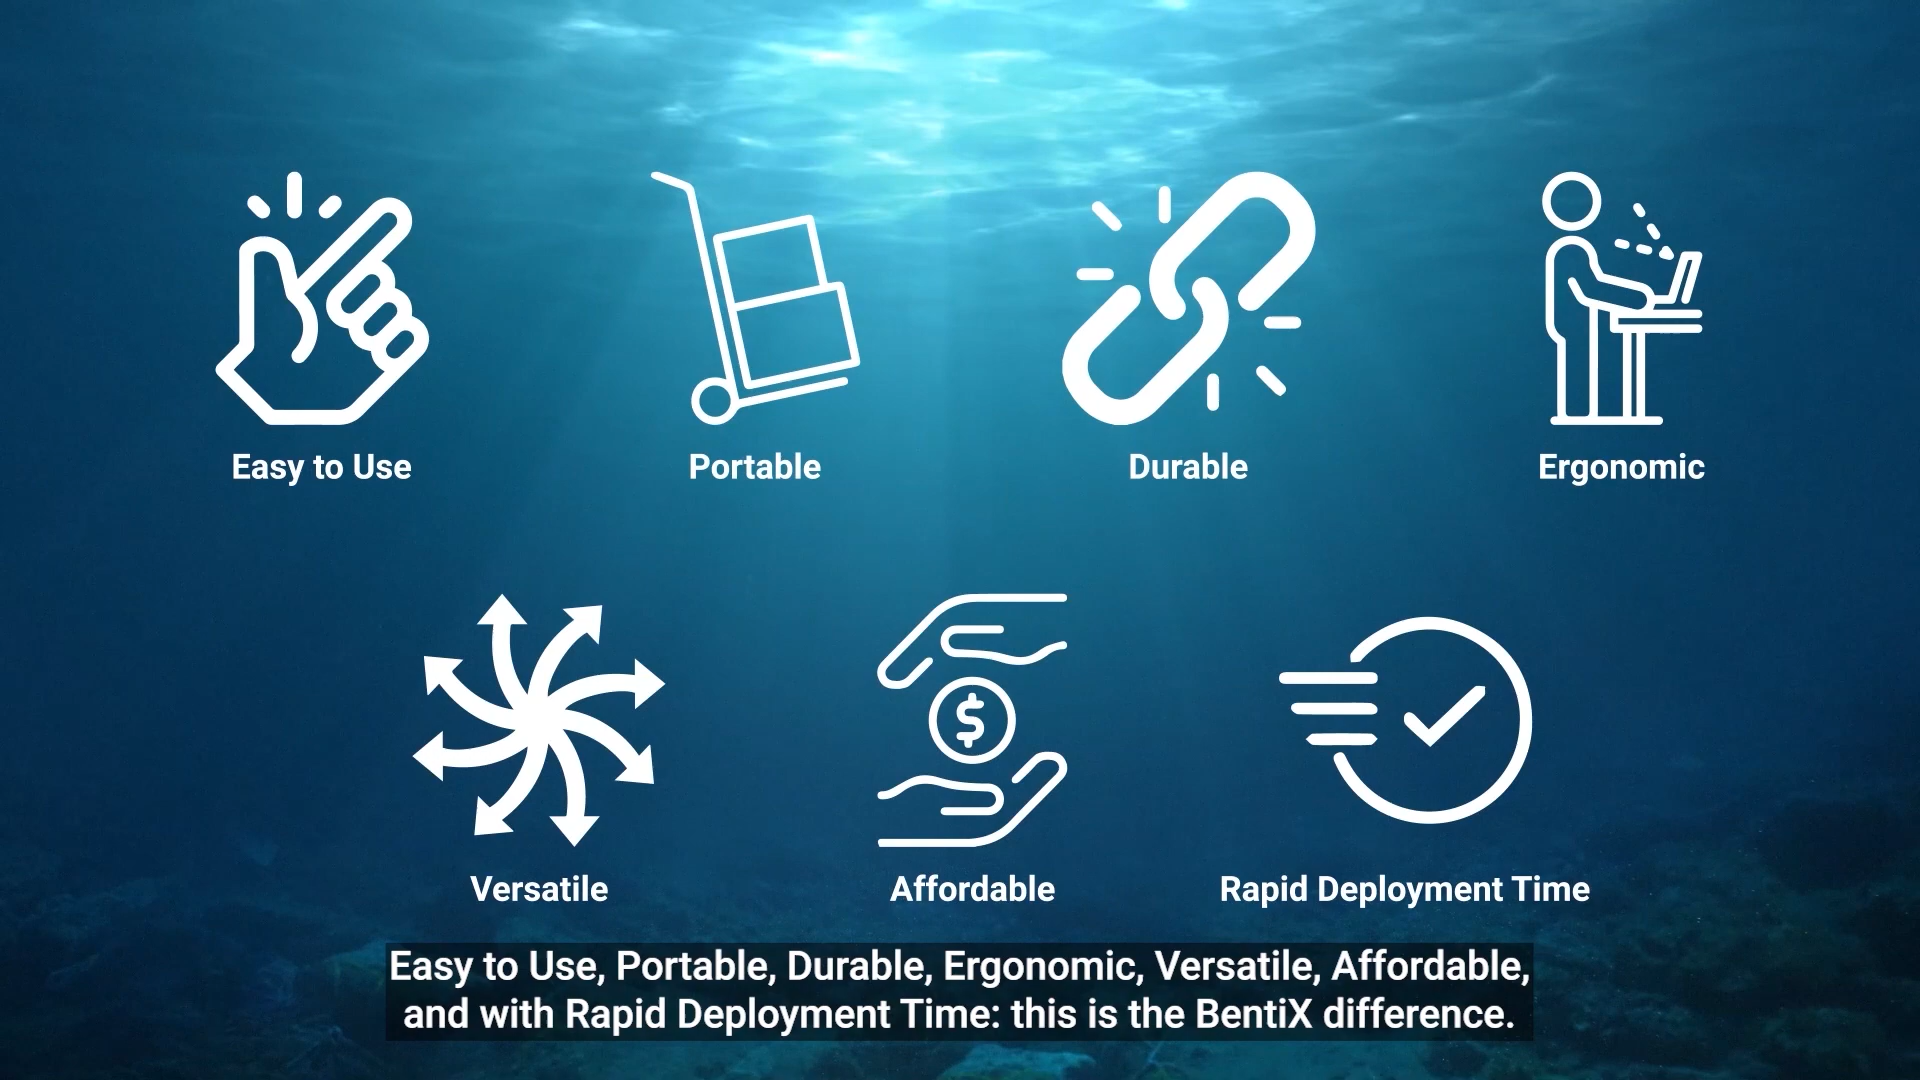 Easy to Use
Portable
Durable
Ergonomic
$
Versatile
Affordable
Rapid Deployment Time
Easy to Use, Portable, Durable, Ergonomic, Versatile, Affordable,
and with Rapid Deployment Time: this is the BentiX difference.